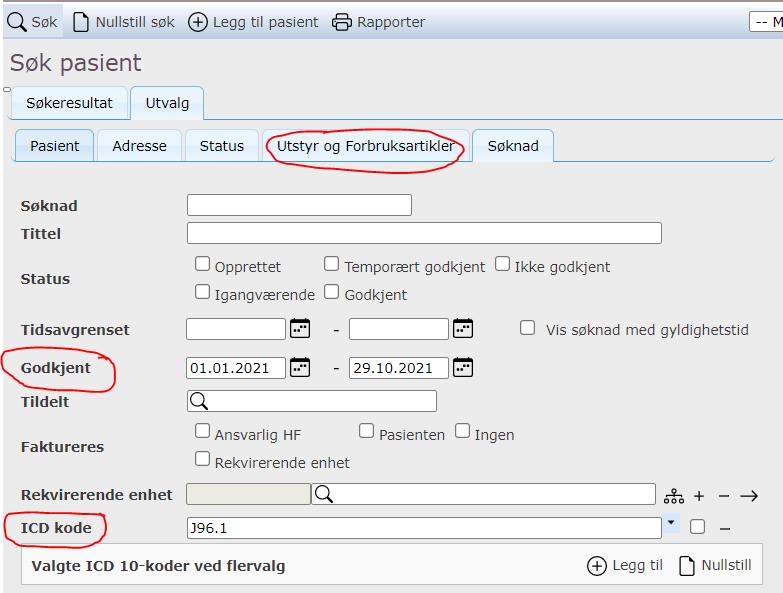 Søk Nullstill søk Legg til pasient Rapporter -- M
Søk pasient
Søkeresultat Utvalg
Pasient Adresse Status Utstyr og Forbruksartikler Søknad
Søknad
Tittel
Status Opprettet Temporært godkjent Ikke godkjent
Igangværende Godkjent
Tidsavgrenset - Vis søknad med gyldighetstid
Godkjent 01.01.2021 - 29.10.2021
Tildelt
Faktureres Ansvarlig HF Pasienten Ingen
Rekvirerende enhet
Rekvirerende enhet
ICD kode J96.1
Valgte ICD 10-koder ved flervalg Legg til Nullstill